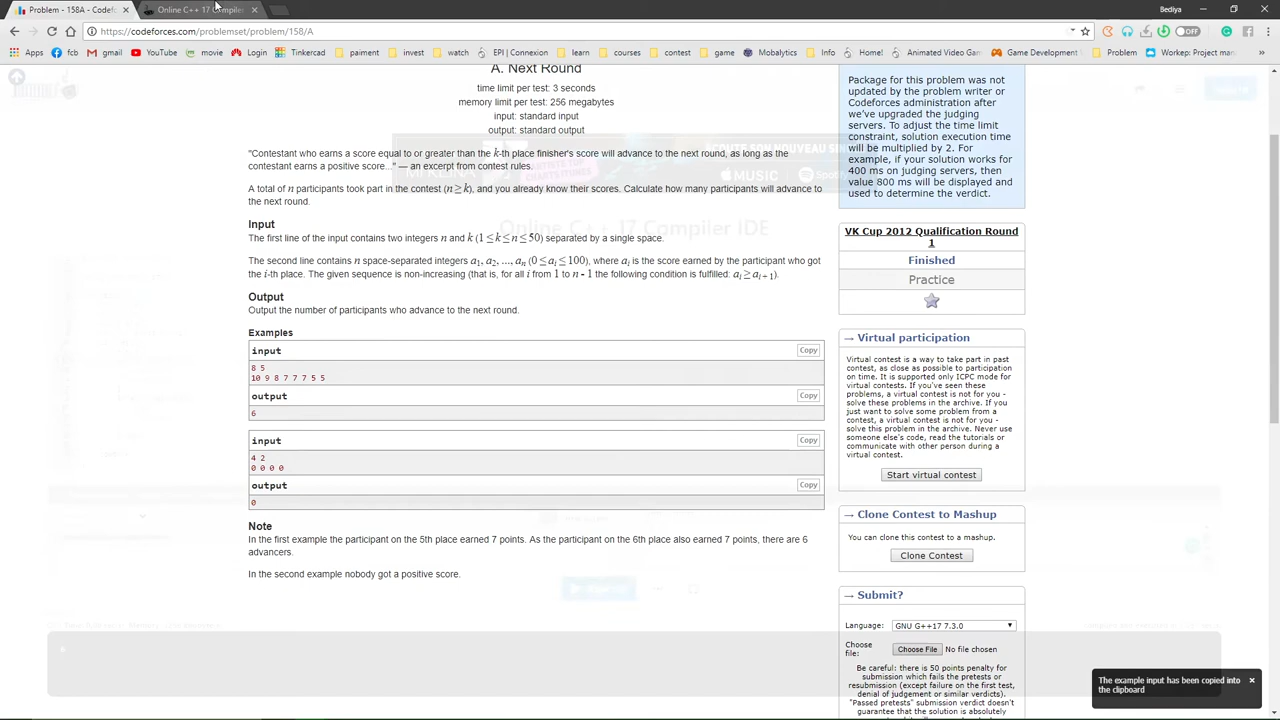 Problem - 158A - Codef
Online C++ 17 Compiler
Bediya
https://codeforces.com/problemset/problem/158/A
OFF
fcb
gmail
YouTube
movie
Login
Tinkercad
paiment
invest
watch
EPI | Connexion
Gratuit
learn
courses
contest
game
Mobalytics
Info
Home!
Animated Video Gam
Game Development /
Problem
Workep: Project man
A. Next Round
time limit per test: 3 seconds
memory limit per test: 256 megabytes
input: standard input
output: standard output
"Contestant who earns a score equal to or greater than the k-th place finisher's score will advance to the next round, as long as the
contestant earns a positive score..." — an excerpt from contest rules.
A total of n participants took part in the contest (n ≥ k), and you already know their scores. Calculate how many participants will advance to
the next round.
Input
The first line of the input contains two integers n and k (1 ≤ k ≤ n ≤ 50) separated by a single space.
The second line contains n space-separated integers a1, a2, ..., an (0 ≤ ai ≤ 100), where ai is the score earned by the participant who got
the i-th place. The given sequence is non-increasing (that is, for all i from 1 to n - 1 the following condition is fulfilled: ai ≥ ai + 1).
Output
Output the number of participants who advance to the next round.
Examples
input
Copy
8 5
10 9 8 7 7 7 5 5
output
Copy
6
input
Copy
4 2
0 0 0 0
output
Copy
0
Note
In the first example the participant on the 5th place earned 7 points. As the participant on the 6th place also earned 7 points, there are 6
advancers.
In the second example nobody got a positive score.
Online C++ 17 Compiler IDE
MUSIC
Spotify
Package for this problem was not
updated by the problem writer or
Codeforces administration after
we've upgraded the judging
servers. To adjust the time limit
constraint, solution execution time
will be multiplied by 2. For
example, if your solution works for
400 ms on judging servers, then
value 800 ms will be displayed and
used to determine the verdict.
VK Cup 2012 Qualification Round
1
Finished
Practice
→ Virtual participation
Virtual contest is a way to take part in past
contest, as close as possible to participation
on time. It is supported only ICPC mode for
virtual contests. If you've seen these
problems, a virtual contest is not for you -
solve these problems in the archive. If you
just want to solve some problem from a
contest, a virtual contest is not for you -
solve this problem in the archive. Never use
someone else's code, read the tutorials or
communicate with other person during a
virtual contest.
Start virtual contest
→ Clone Contest to Mashup
You can clone this contest to a mashup.
Clone Contest
→ Submit?
Language:
GNU G++17 7.3.0
Choose
file:
Choose File
No file chosen
Be careful: there is 50 points penalty for
submission which fails the pretests or
resubmission (except failure on the first test,
denial of judgement or similar verdicts).
"Passed pretests" submission verdict doesn't
guarantee that the solution is absolutely
The example input has been copied into
the clipboard